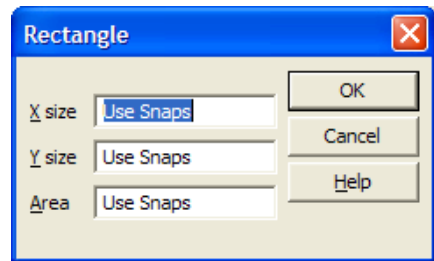 Rectangle
X size Use Snaps
Y size Use Snaps
Area Use Snaps
OK
Cancel
Help